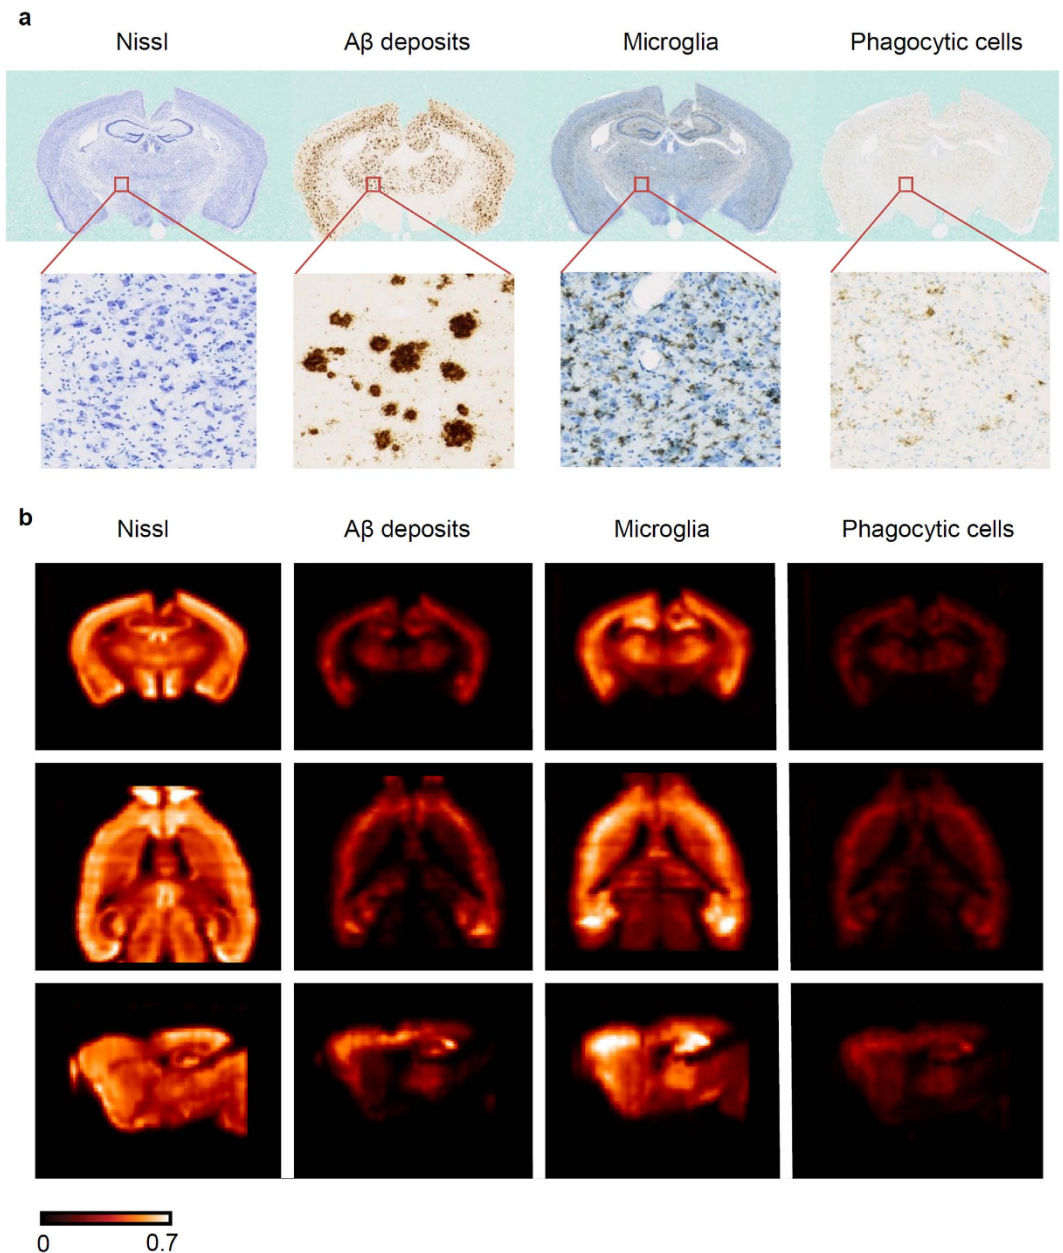 a
Nissl Aβ deposits Microglia Phagocytic cells
b
Nissl Aβ deposits Microglia Phagocytic cells
0 0.7